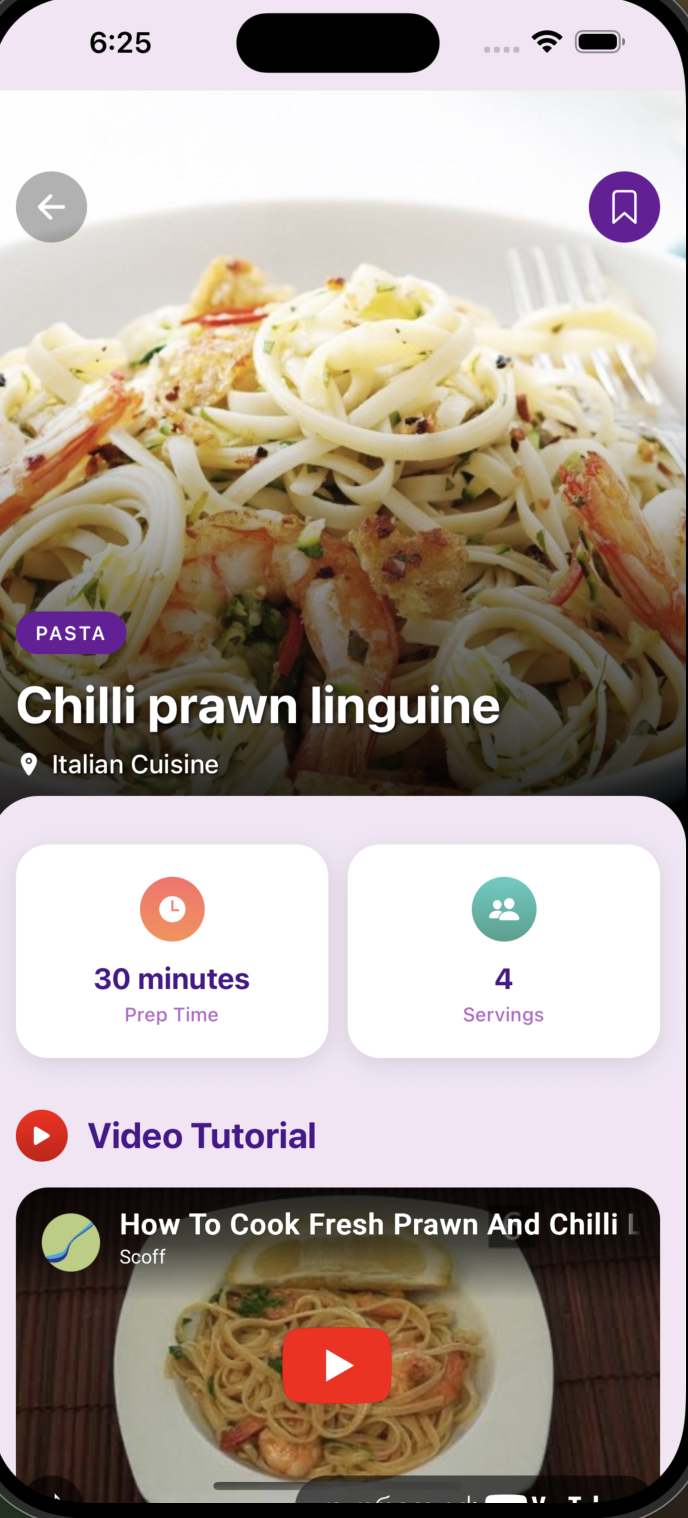 6:25
PASTA
Chilli prawn linguine
Italian Cuisine
30 minutes
Prep Time
4
Servings
Video Tutorial
How To Cook Fresh Prawn And Chilli L
Scoff